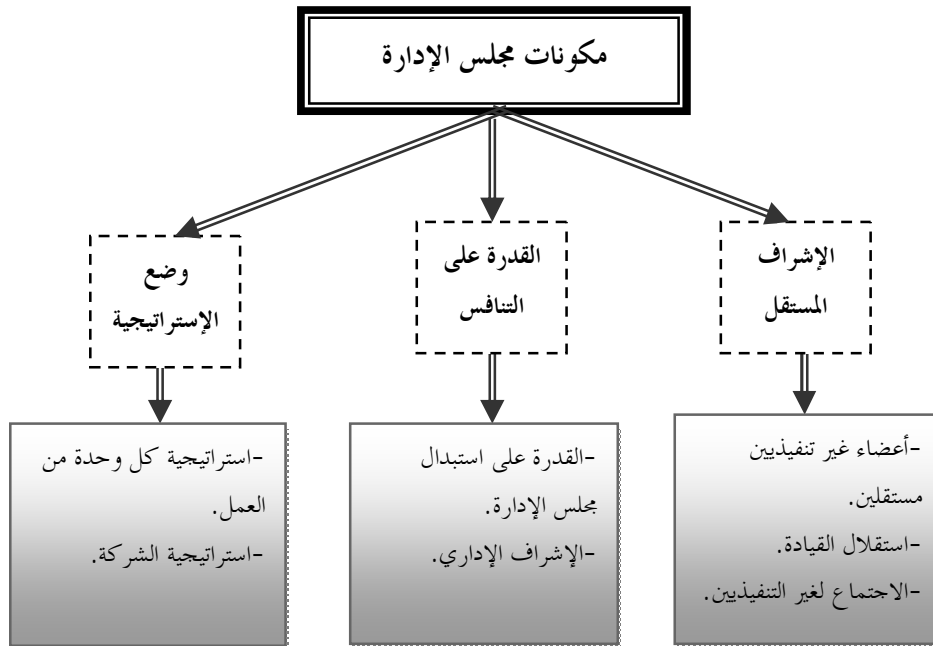 مكونات مجلس الإدارة
الإشراف
المستقل
القدرة على
التنافس
وضع
الإستراتيجية
-أعضاء غير تنفيذيين
مستقلين.
-استقلال القيادة.
-الاجتماع لغير التنفيذيين.
-القدرة على استبدال
مجلس الإدارة.
-الإشراف الإداري.
-استراتيجية كل وحدة من
العمل.
-استراتيجية الشركة.